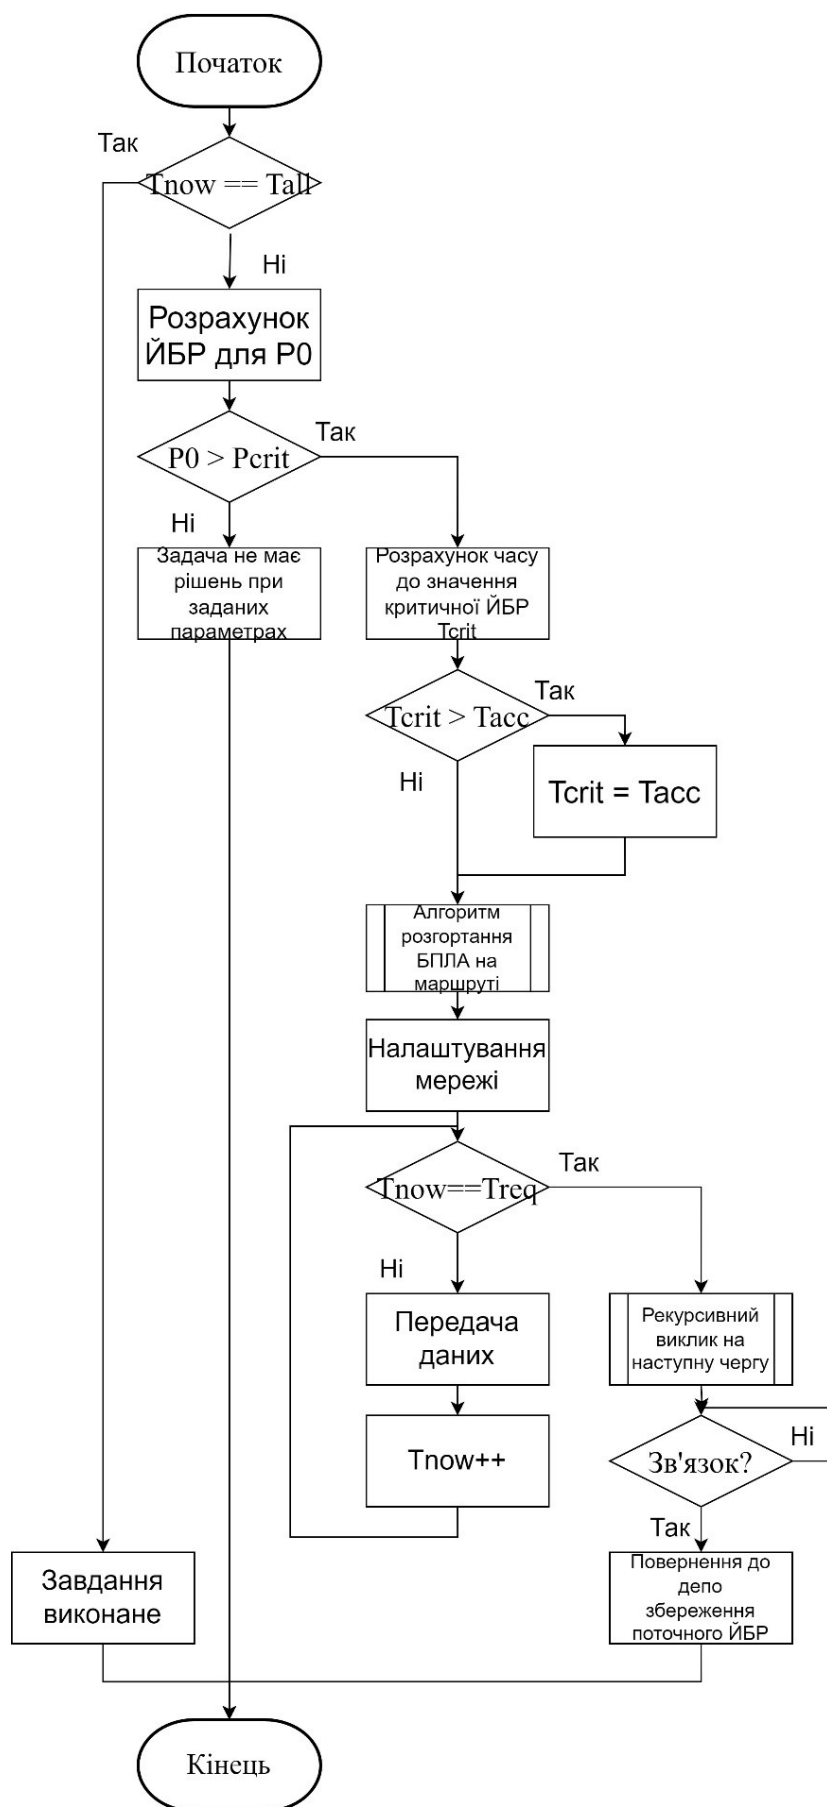 Початок
Так
Tnow == Tall
Ні
Розрахунок
ЙБР для P0
Так
P0 > Pcrit
Ні
Задача не має
рішень при
заданих
параметрах
Розрахунок часу
до значення
критичної ЙБР
Tcrit
Так
Tcrit > Tacc
Ні
Tcrit = Tacc
Алгоритм
розгортання
БПЛА на
маршруті
Налаштування
мережі
Так
Tnow==Treq
Ні
Передача
даних
Рекурсивний
виклик на
наступну чергу
Tnow++
Ні
Зв'язок?
Так
Завдання
виконане
Повернення до
депо
збереження
поточного ЙБР
Кінець